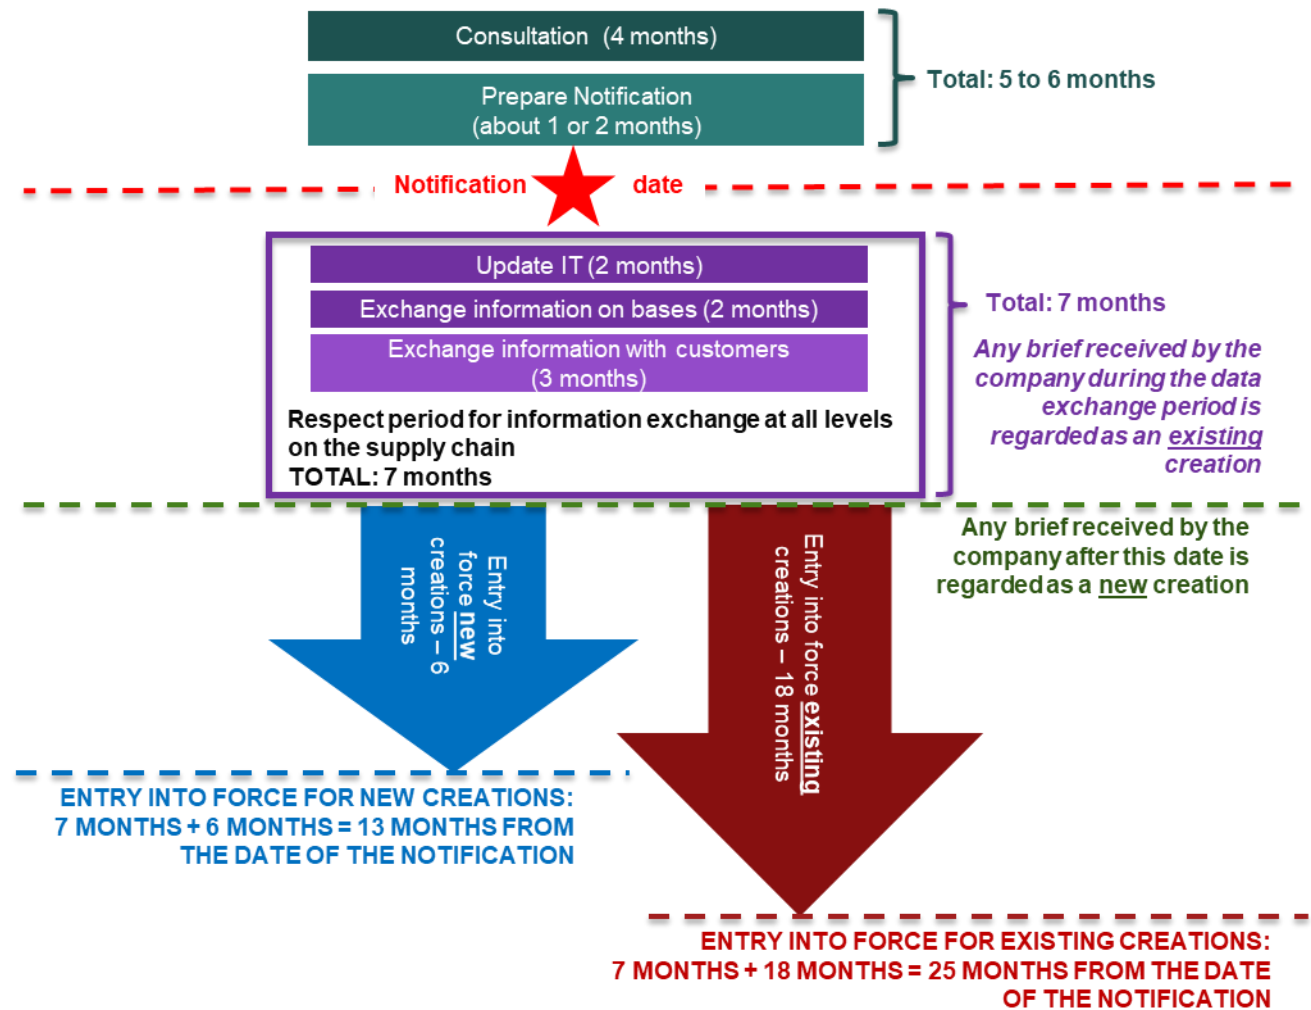 Consultation (4 months)
Prepare Notification
(about 1 or 2 months)
Total: 5 to 6 months
Notification date
Update IT (2 months)
Exchange information on bases (2 months)
Exchange information with customers
(3 months)
Respect period for information exchange at all levels
on the supply chain
TOTAL: 7 months
Total: 7 months
Any brief received by the
company during the data
exchange period is
regarded as an existing
creation
Any brief received by the
company after this date is
regarded as a new creation
Entry into
force new
creations – 6
months
Entry into force existing
creations – 18 months
ENTRY INTO FORCE FOR NEW CREATIONS:
7 MONTHS + 6 MONTHS = 13 MONTHS FROM
THE DATE OF THE NOTIFICATION
ENTRY INTO FORCE FOR EXISTING CREATIONS:
7 MONTHS + 18 MONTHS = 25 MONTHS FROM THE DATE
OF THE NOTIFICATION